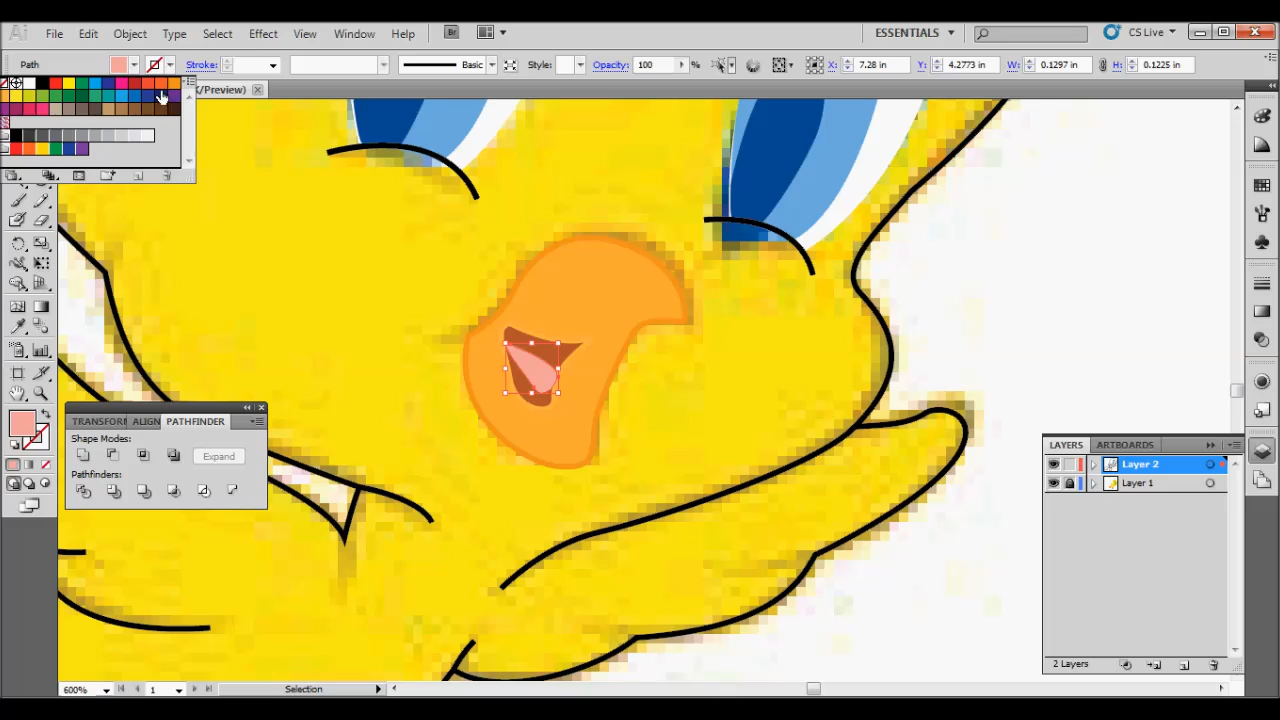 Ai File Edit Object Type Select Effect View Window Help Br ESSENTIALS CS Live
Path Stroke: Basic Style: Opacity: 100 % X: 7.28 in Y: 4.2773 in W: 0.1297 in H: 0.1225 in
K/Preview)
TRANSFORM ALIGN PATHFINDER
Shape Modes:
Expand
Pathfinders:
LAYERS ARTBOARDS
Layer 2
Layer 1
2 Layers
600% 1 Selection